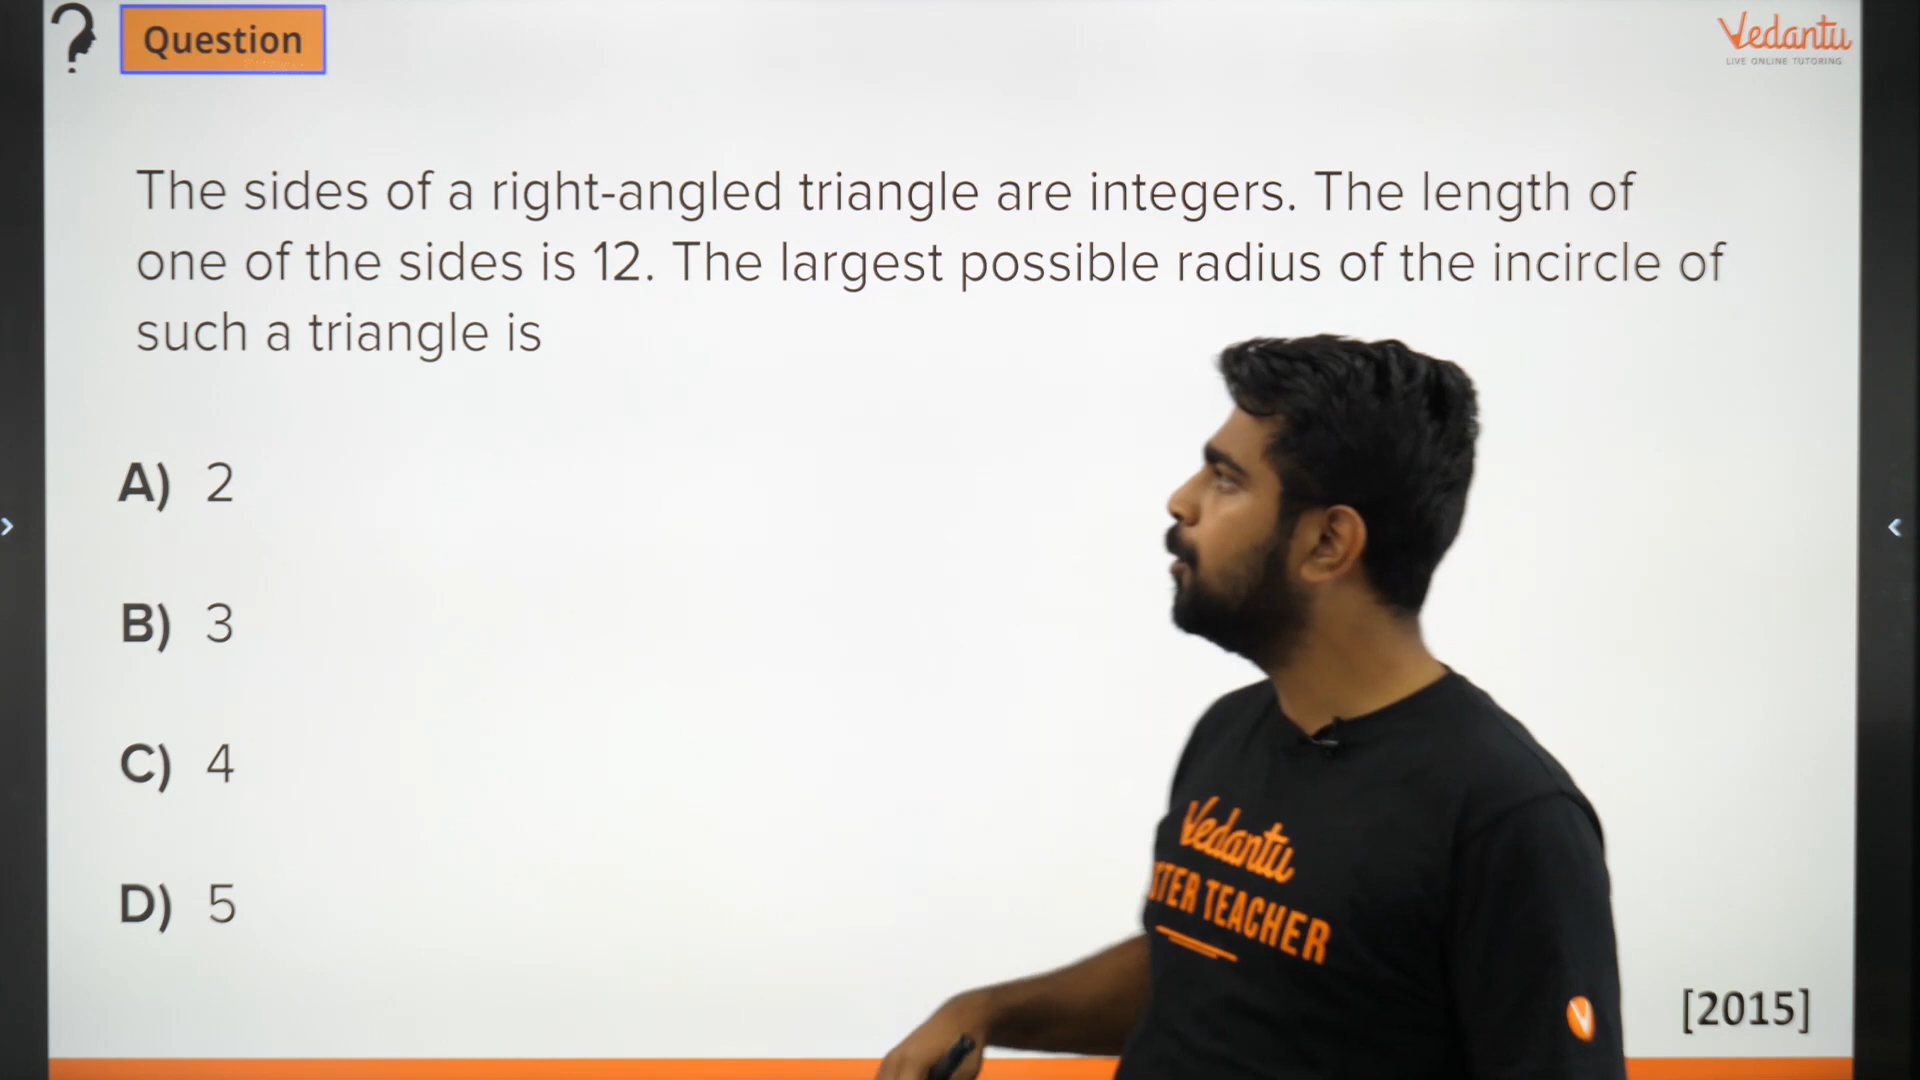 Question
Vedantu
LIVE ONLINE TUTORING
The sides of a right-angled triangle are integers. The length of
one of the sides is 12. The largest possible radius of the incircle of
such a triangle is
A) 2
B) 3
C) 4
D) 5
Vedantu
TEACHER
[2015]